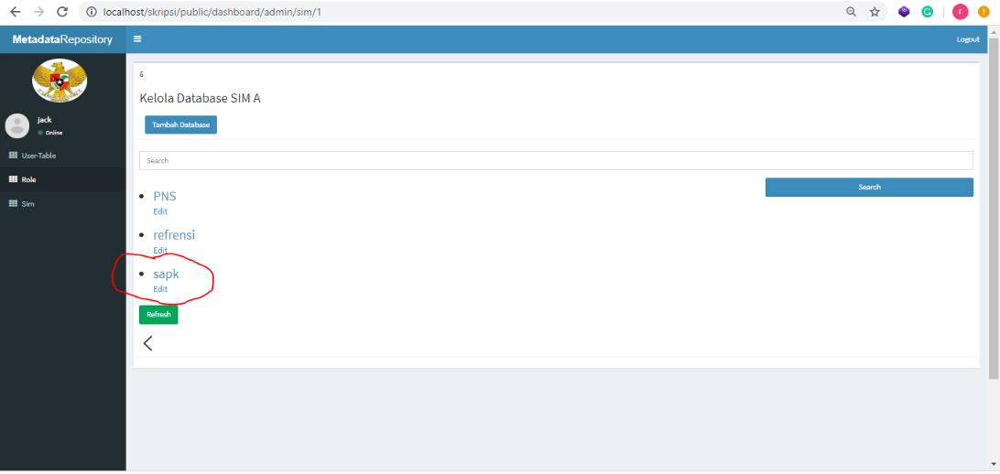 localhost/skripsi/public/dashboard/admin/sim/1
r
MetadataRepository
Logout
jack
Online
User-Table
Role
Sim
6
Kelola Database SIM A
Tambah Database
Search
Search
PNS
Edit
refrensi
Edit
sapk
Edit
Refresh